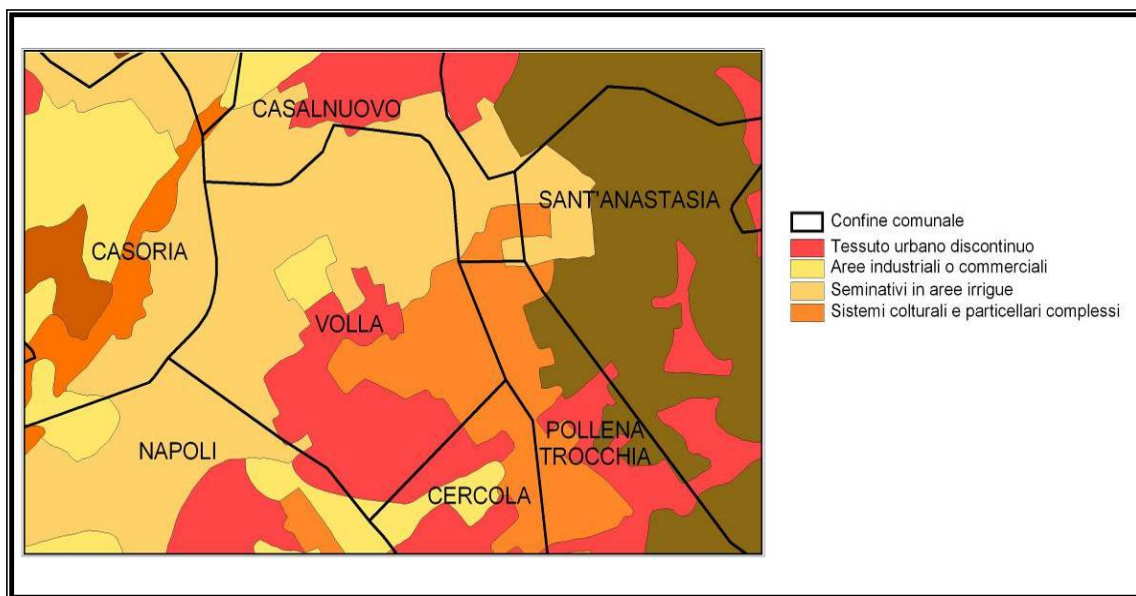 CASALNUOVO
SANT'ANASTASIA
CASORIA
VOLLA
NAPOLI
POLLENA
TROCCHIA
CERCOLA
Confine comunale
Tessuto urbano discontinuo
Aree industriali o commerciali
Seminativi in aree irrigue
Sistemi colturali e particellari complessi